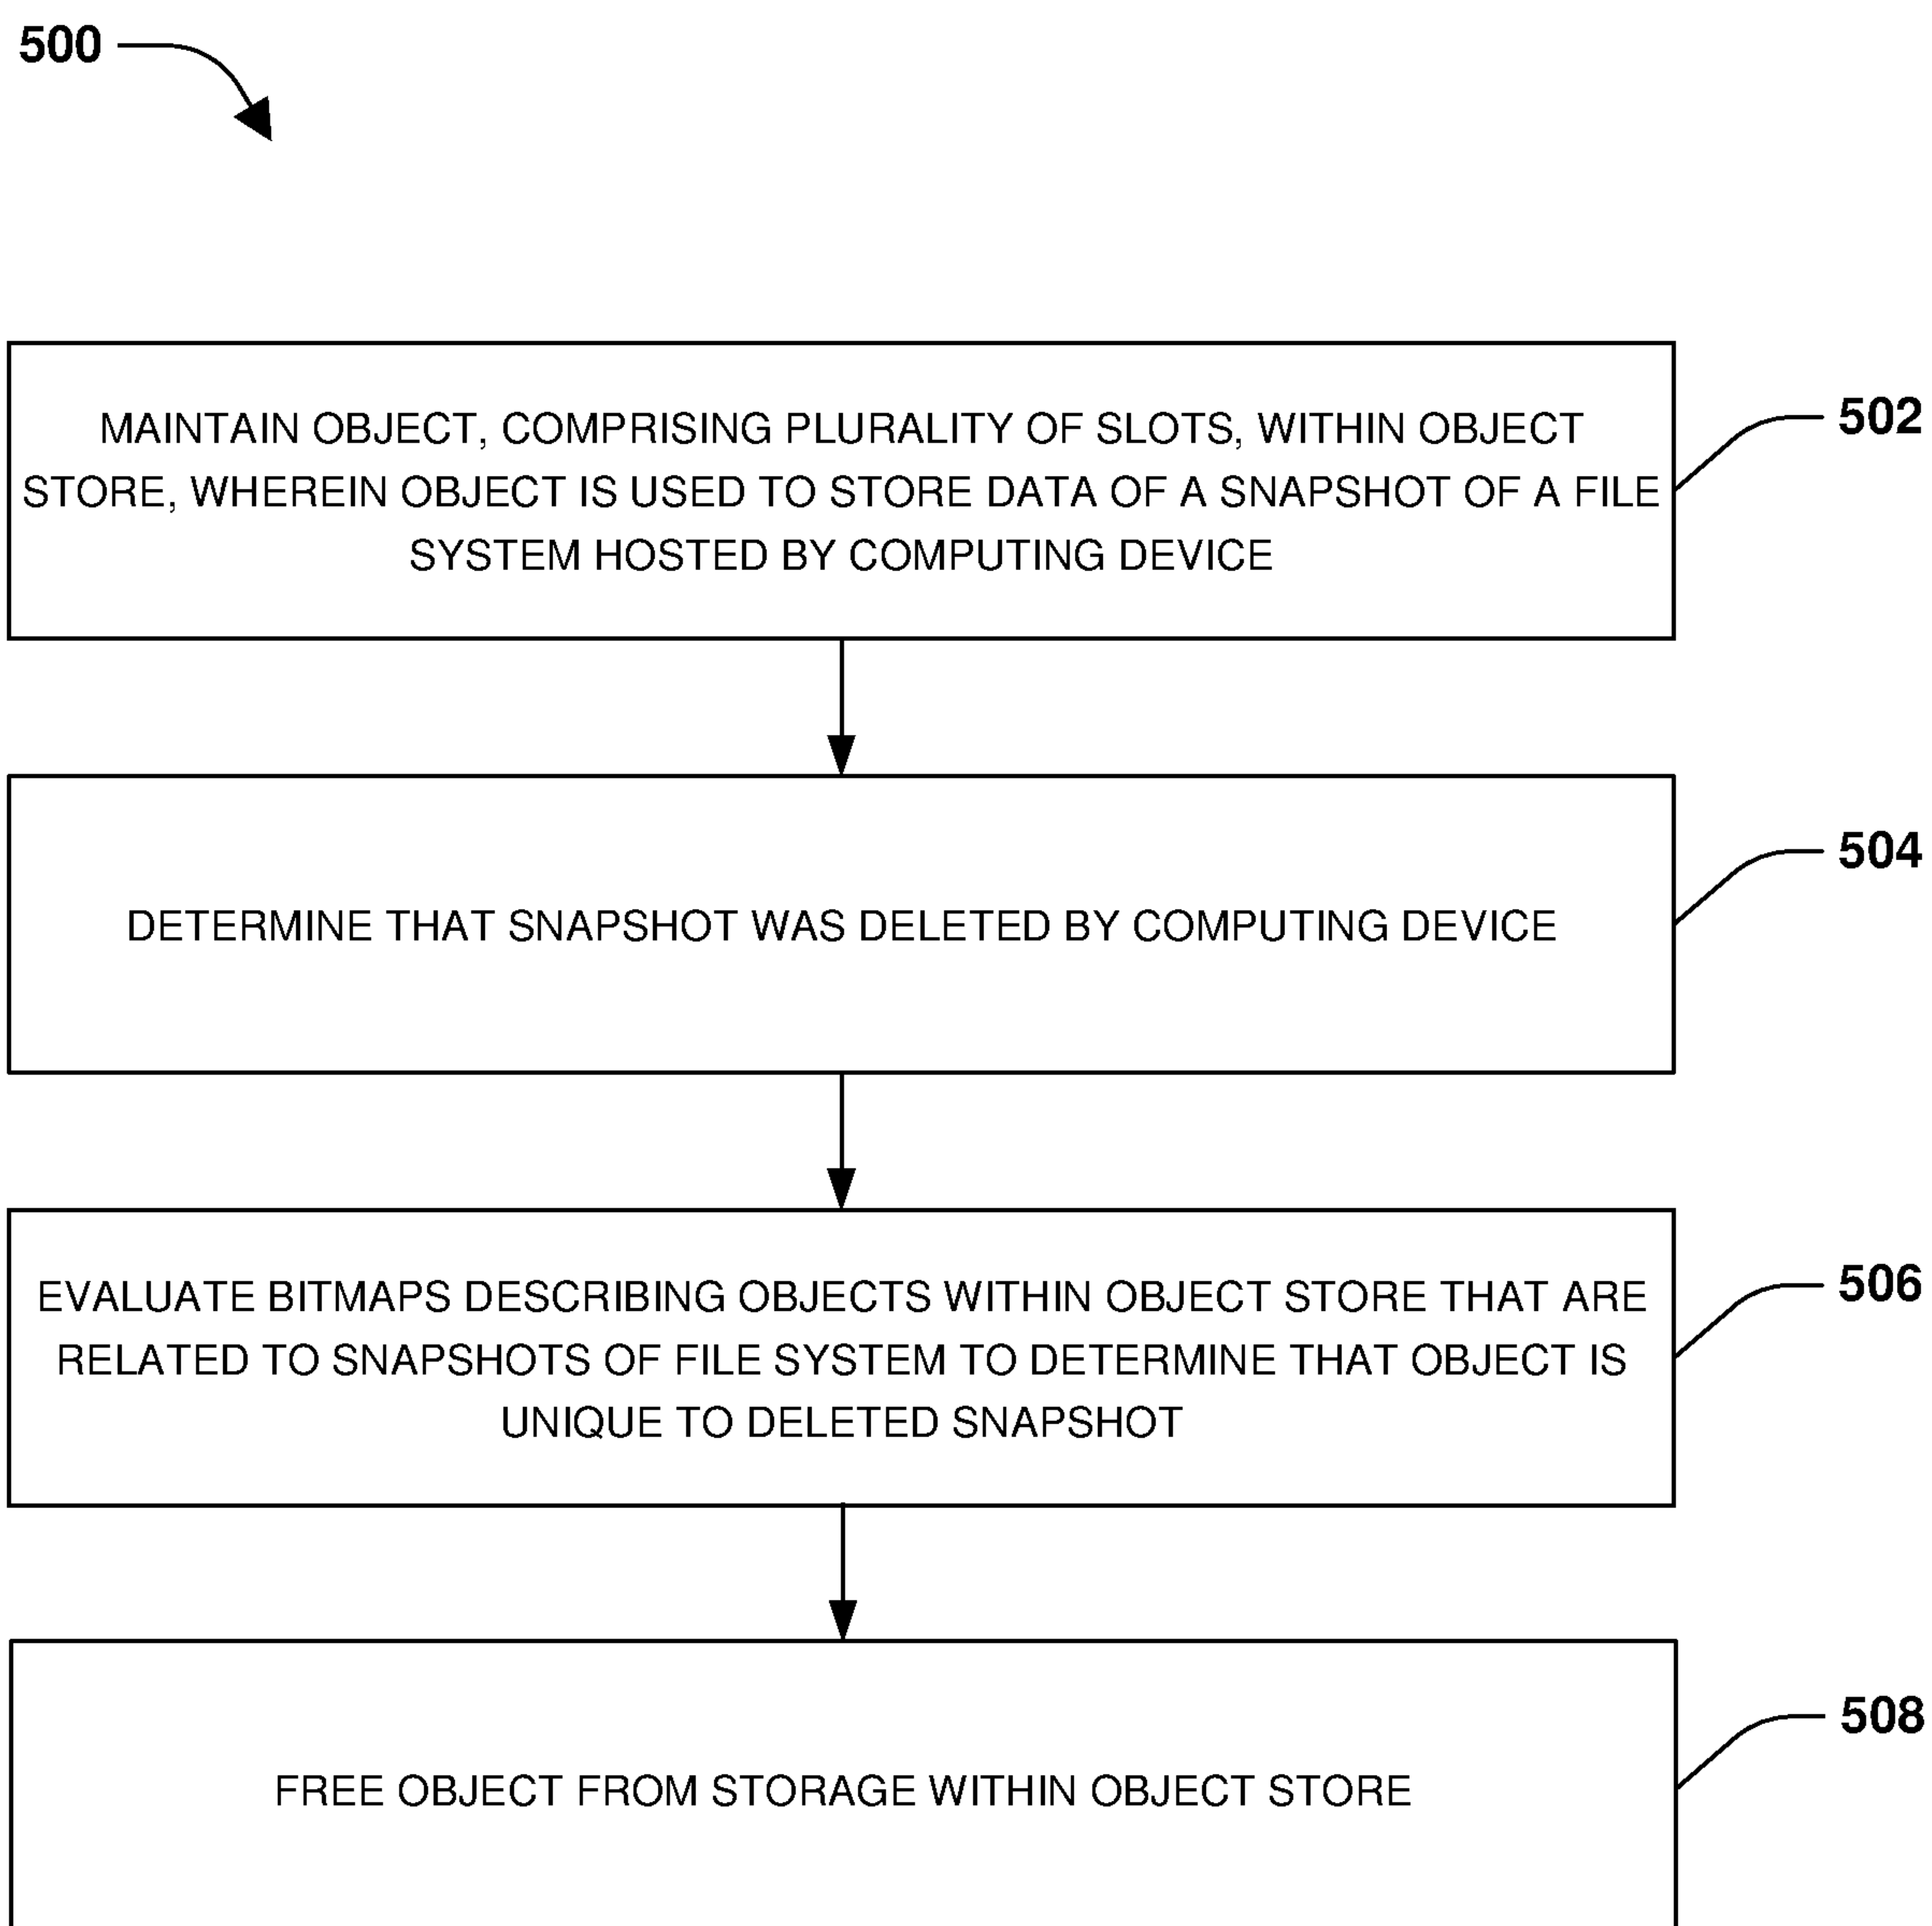 500
MAINTAIN OBJECT, COMPRISING PLURALITY OF SLOTS, WITHIN OBJECT
STORE, WHEREIN OBJECT IS USED TO STORE DATA OF A SNAPSHOT OF A FILE
SYSTEM HOSTED BY COMPUTING DEVICE
502
DETERMINE THAT SNAPSHOT WAS DELETED BY COMPUTING DEVICE
504
EVALUATE BITMAPS DESCRIBING OBJECTS WITHIN OBJECT STORE THAT ARE
RELATED TO SNAPSHOTS OF FILE SYSTEM TO DETERMINE THAT OBJECT IS
UNIQUE TO DELETED SNAPSHOT
506
FREE OBJECT FROM STORAGE WITHIN OBJECT STORE
508